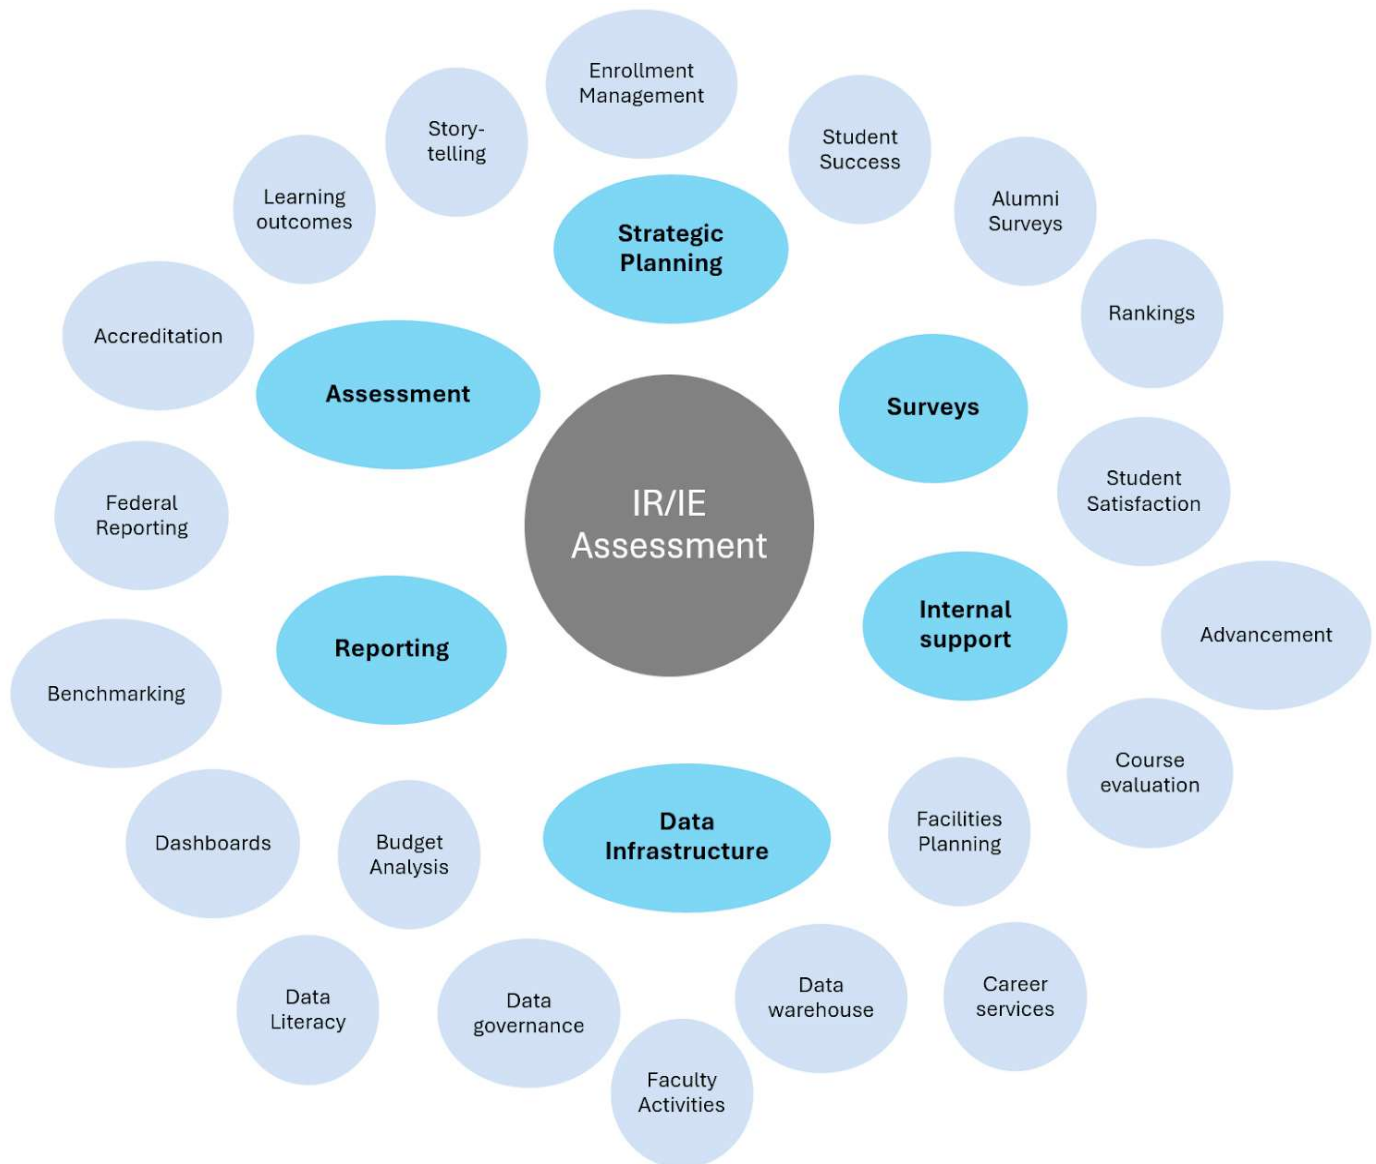 Enrollment
Management
Story-
telling
Student
Success
Learning
outcomes
Alumni
Surveys
Strategic
Planning
Rankings
Accreditation
Assessment
Surveys
Student
Satisfaction
Federal
Reporting
IR/IE
Assessment
Internal
support
Advancement
Reporting
Benchmarking
Course
evaluation
Dashboards
Budget
Analysis
Data
Infrastructure
Facilities
Planning
Data
Literacy
Data
governance
Data
warehouse
Career
services
Faculty
Activities